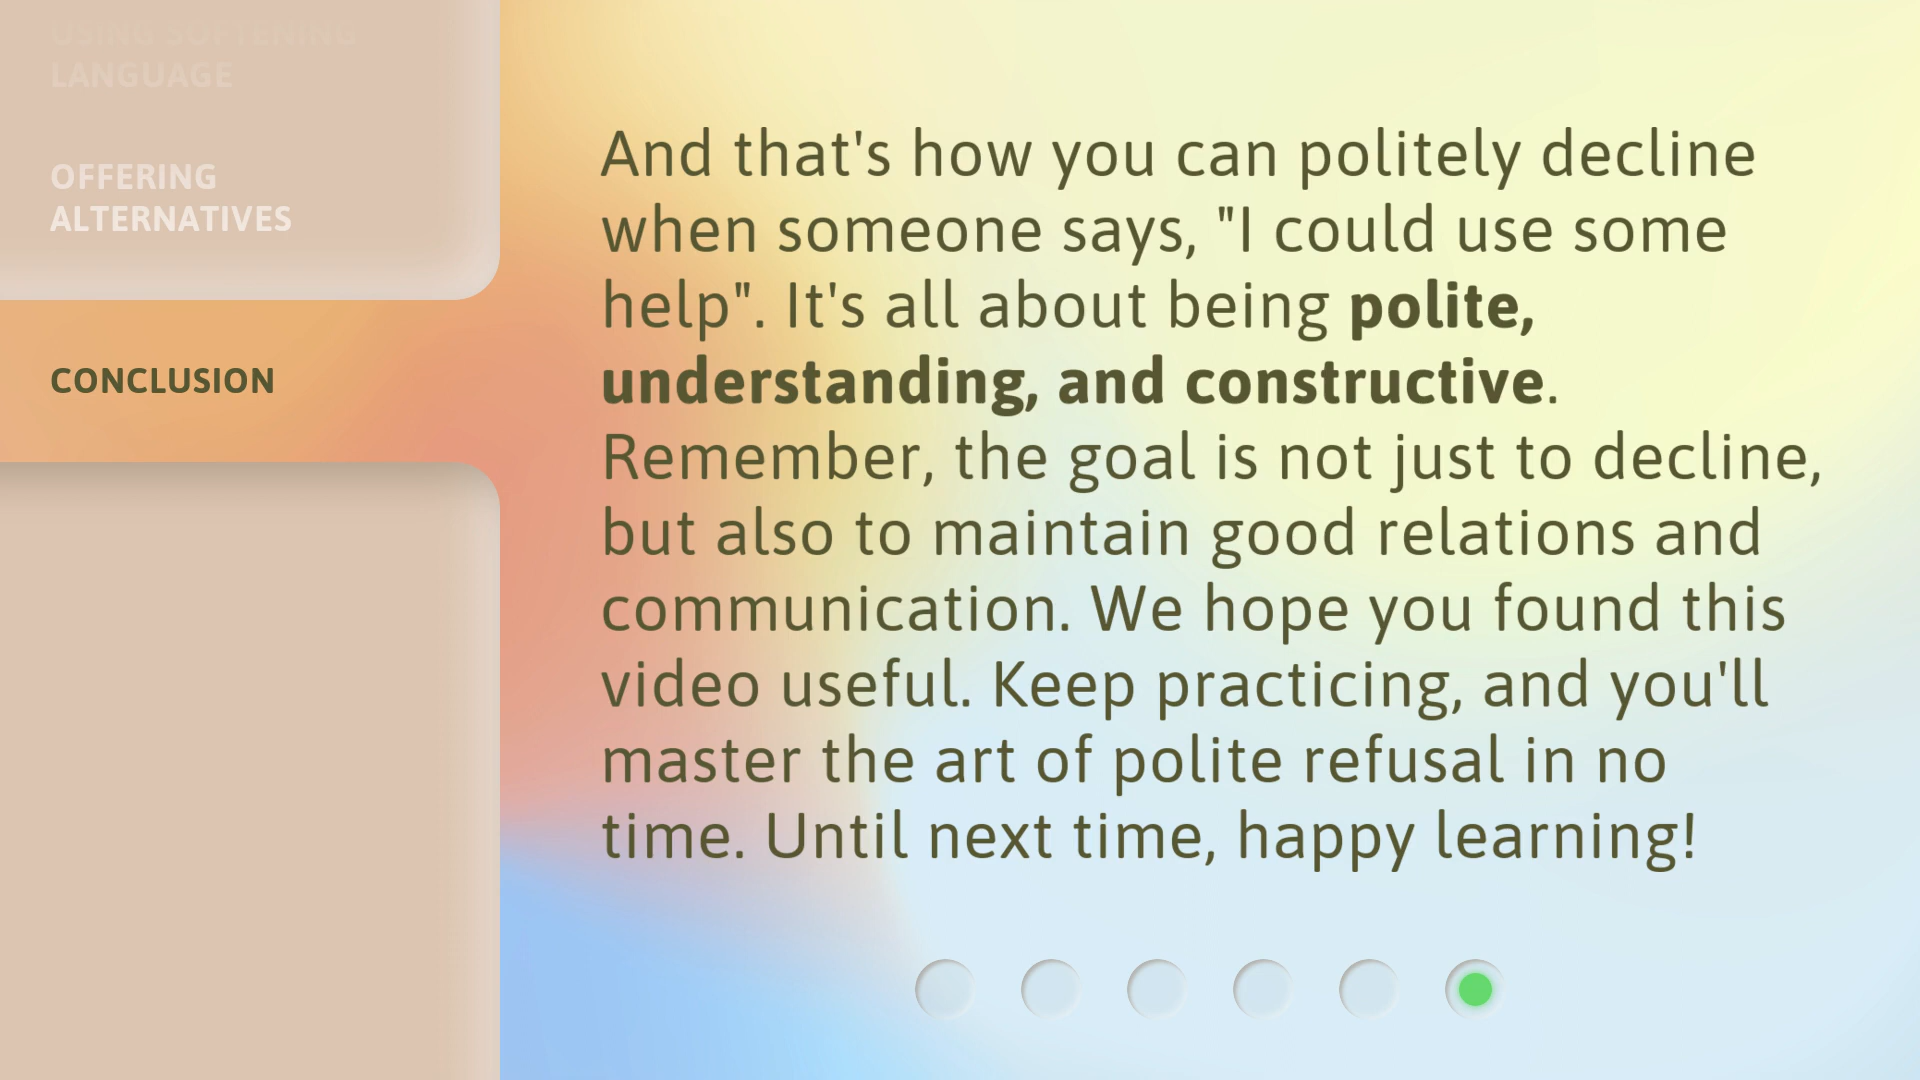 USING SOFTENING
LANGUAGE
OFFERING
ALTERNATIVES
CONCLUSION
And that's how you can politely decline
when someone says, "I could use some
help". It's all about being polite,
understanding, and constructive.
Remember, the goal is not just to decline,
but also to maintain good relations and
communication. We hope you found this
video useful. Keep practicing, and you'll
master the art of polite refusal in no
time. Until next time, happy learning!